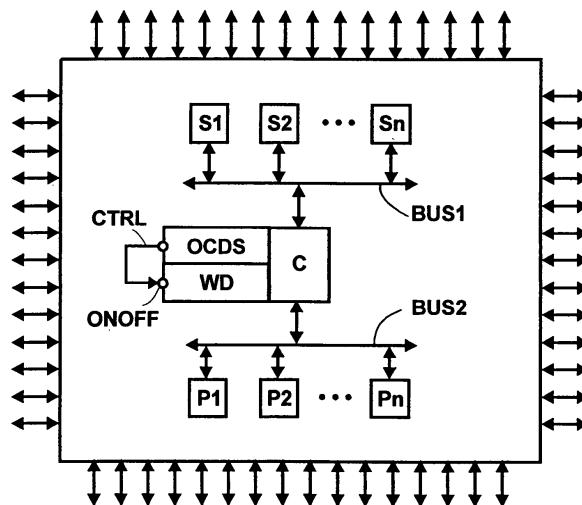 S1 S2 ••• Sn
BUS1
CTRL
OCDS
C
WD
ONOFF
BUS2
P1 P2 ••• Pn